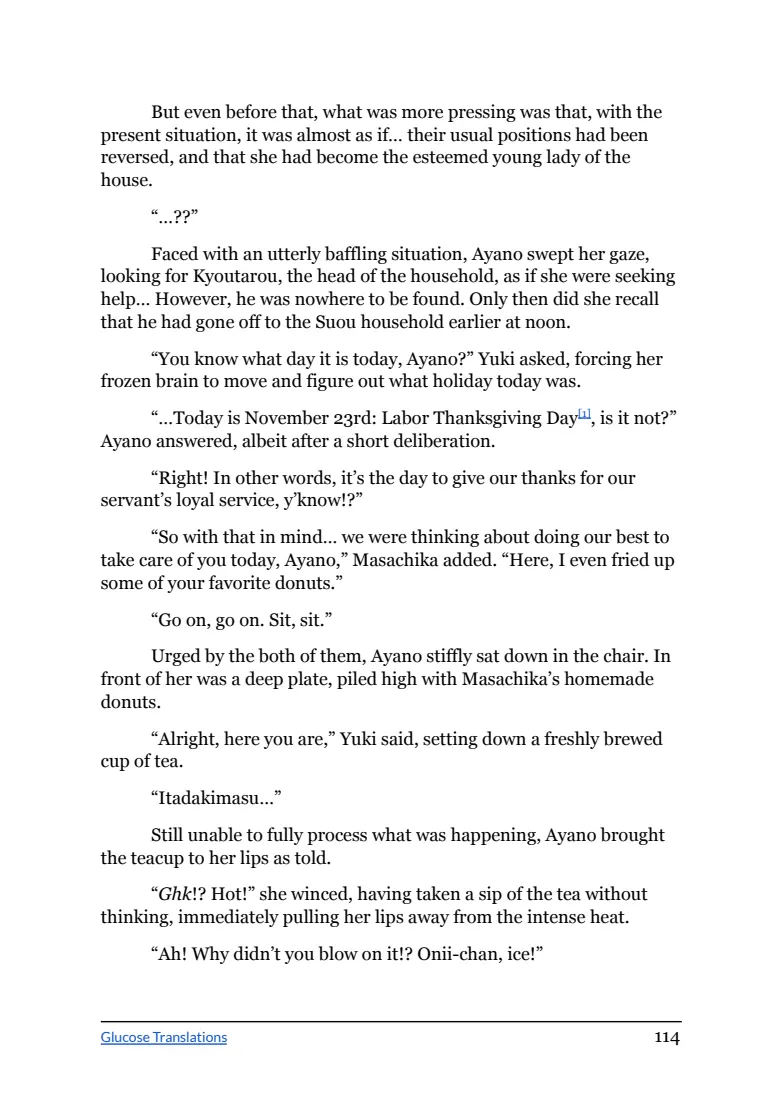 But even before that, what was more pressing was that, with the
present situation, it was almost as if… their usual positions had been
reversed, and that she had become the esteemed young lady of the
house.
“…??”
Faced with an utterly baffling situation, Ayano swept her gaze,
looking for Kyoutarou, the head of the household, as if she were seeking
help… However, he was nowhere to be found. Only then did she recall
that he had gone off to the Suou household earlier at noon.
“You know what day it is today, Ayano?” Yuki asked, forcing her
frozen brain to move and figure out what holiday today was.
“…Today is November 23rd: Labor Thanksgiving Day[1], is it not?”
Ayano answered, albeit after a short deliberation.
“Right! In other words, it’s the day to give our thanks for our
servant’s loyal service, y’know!?”
“So with that in mind… we were thinking about doing our best to
take care of you today, Ayano,” Masachika added. “Here, I even fried up
some of your favorite donuts.”
“Go on, go on. Sit, sit.”
Urged by the both of them, Ayano stiffly sat down in the chair. In
front of her was a deep plate, piled high with Masachika’s homemade
donuts.
“Alright, here you are,” Yuki said, setting down a freshly brewed
cup of tea.
“Itadakimasu…”
Still unable to fully process what was happening, Ayano brought
the teacup to her lips as told.
“Ghk!? Hot!” she winced, having taken a sip of the tea without
thinking, immediately pulling her lips away from the intense heat.
“Ah! Why didn’t you blow on it!? Onii-chan, ice!”
Glucose Translations 114